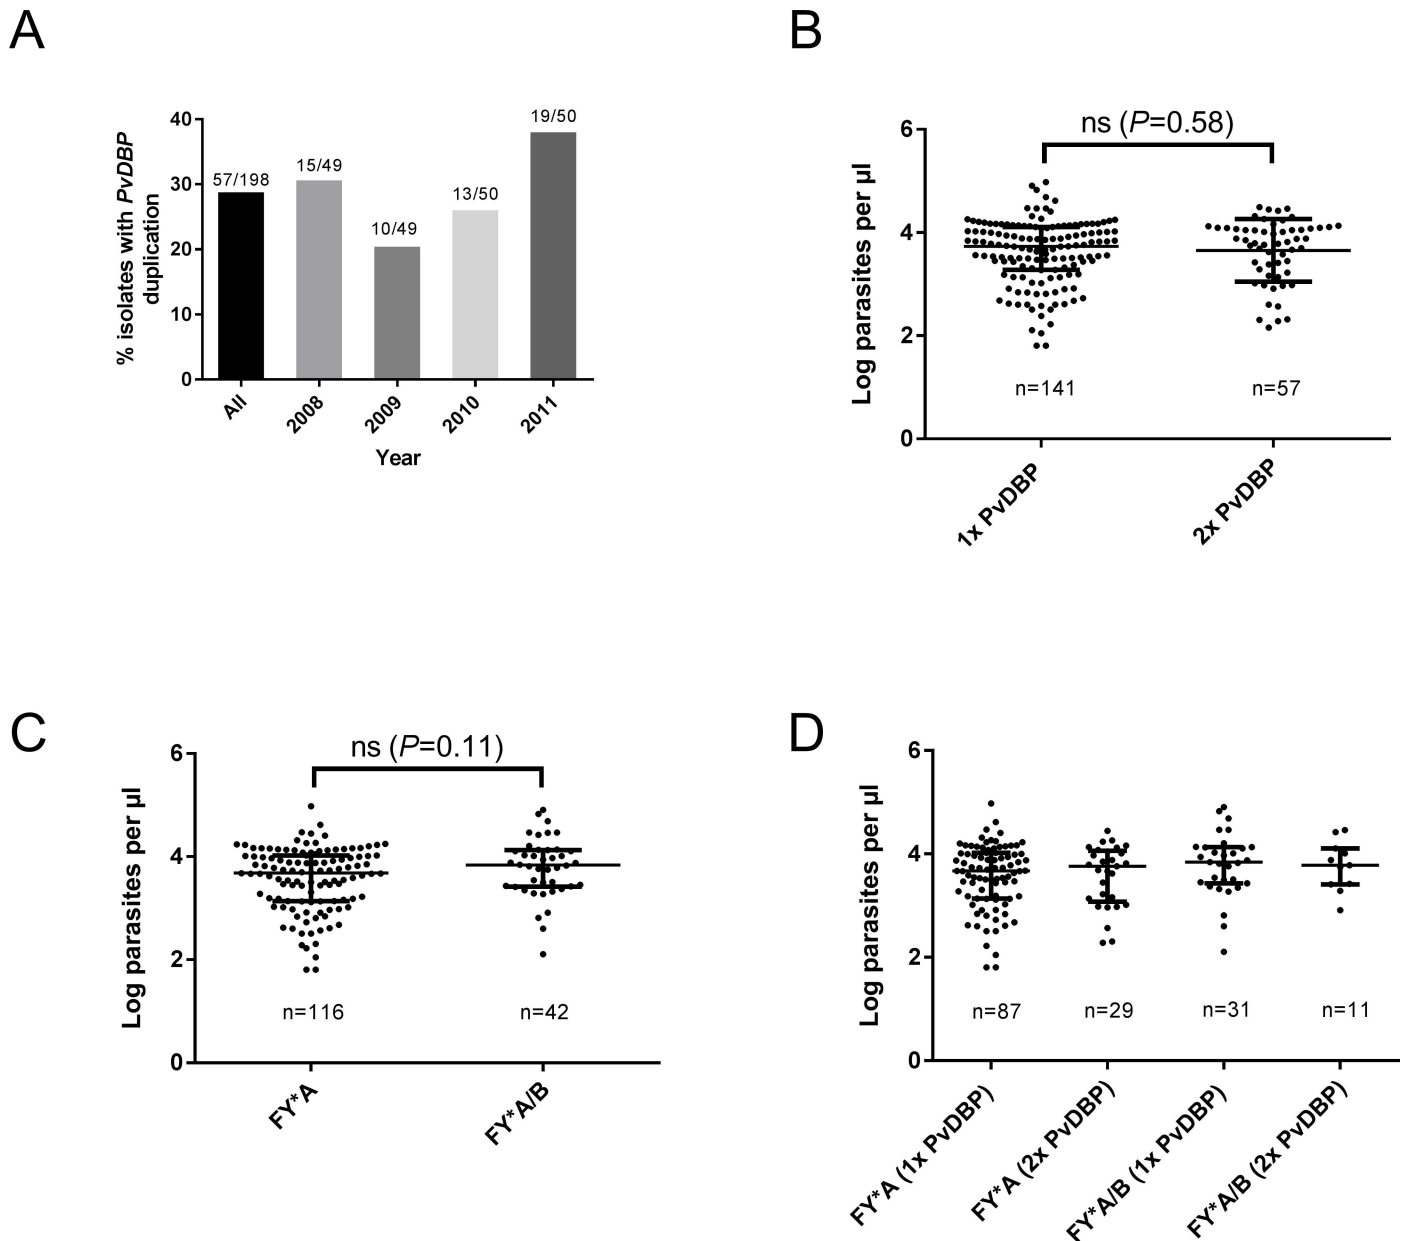 A
% isolates with PvDBP
duplication
40
30
20
10
0
57/198
15/49
10/49
13/50
19/50
All
2008
2009
2010
2011
Year
B
ns (P=0.58)
Log parasites per µl
6
4
2
0
n=141
n=57
1x PvDBP
2x PvDBP
C
ns (P=0.11)
Log parasites per µl
6
4
2
0
n=116
n=42
FY*A
FY*A/B
D
Log parasites per µl
6
4
2
0
n=87
n=29
n=31
n=11
FY*A (1x PvDBP)
FY*A (2x PvDBP)
FY*A/B (1x PvDBP)
FY*A/B (2x PvDBP)